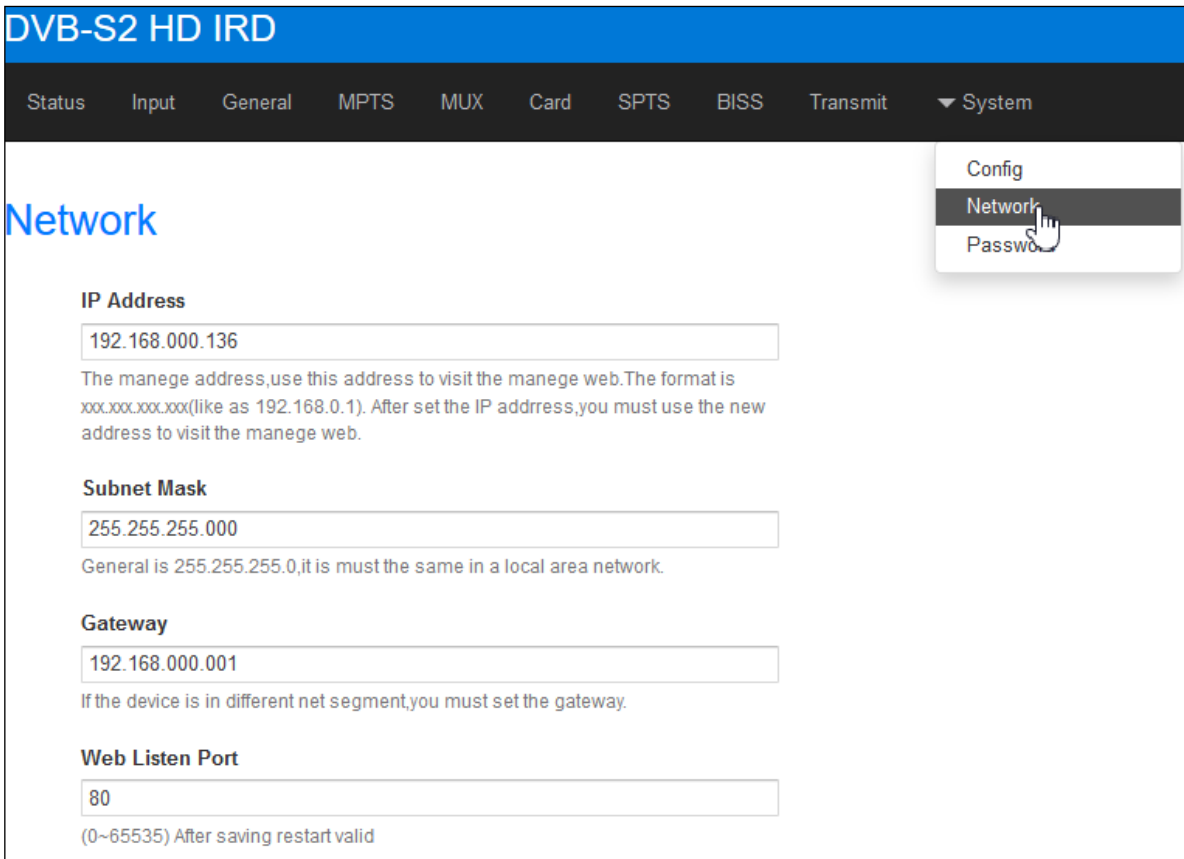 DVB-S2 HD IRD
Status Input General MPTS MUX Card SPTS BISS Transmit System
Config
Network
Password
Network
IP Address
192.168.000.136
The manege address,use this address to visit the manege web.The format is
xxx.xxx.xxx.xxx(like as 192.168.0.1). After set the IP addrress,you must use the new
address to visit the manege web.
Subnet Mask
255.255.255.000
General is 255.255.255.0,it is must the same in a local area network.
Gateway
192.168.000.001
If the device is in different net segment,you must set the gateway.
Web Listen Port
80
(0~65535) After saving restart valid